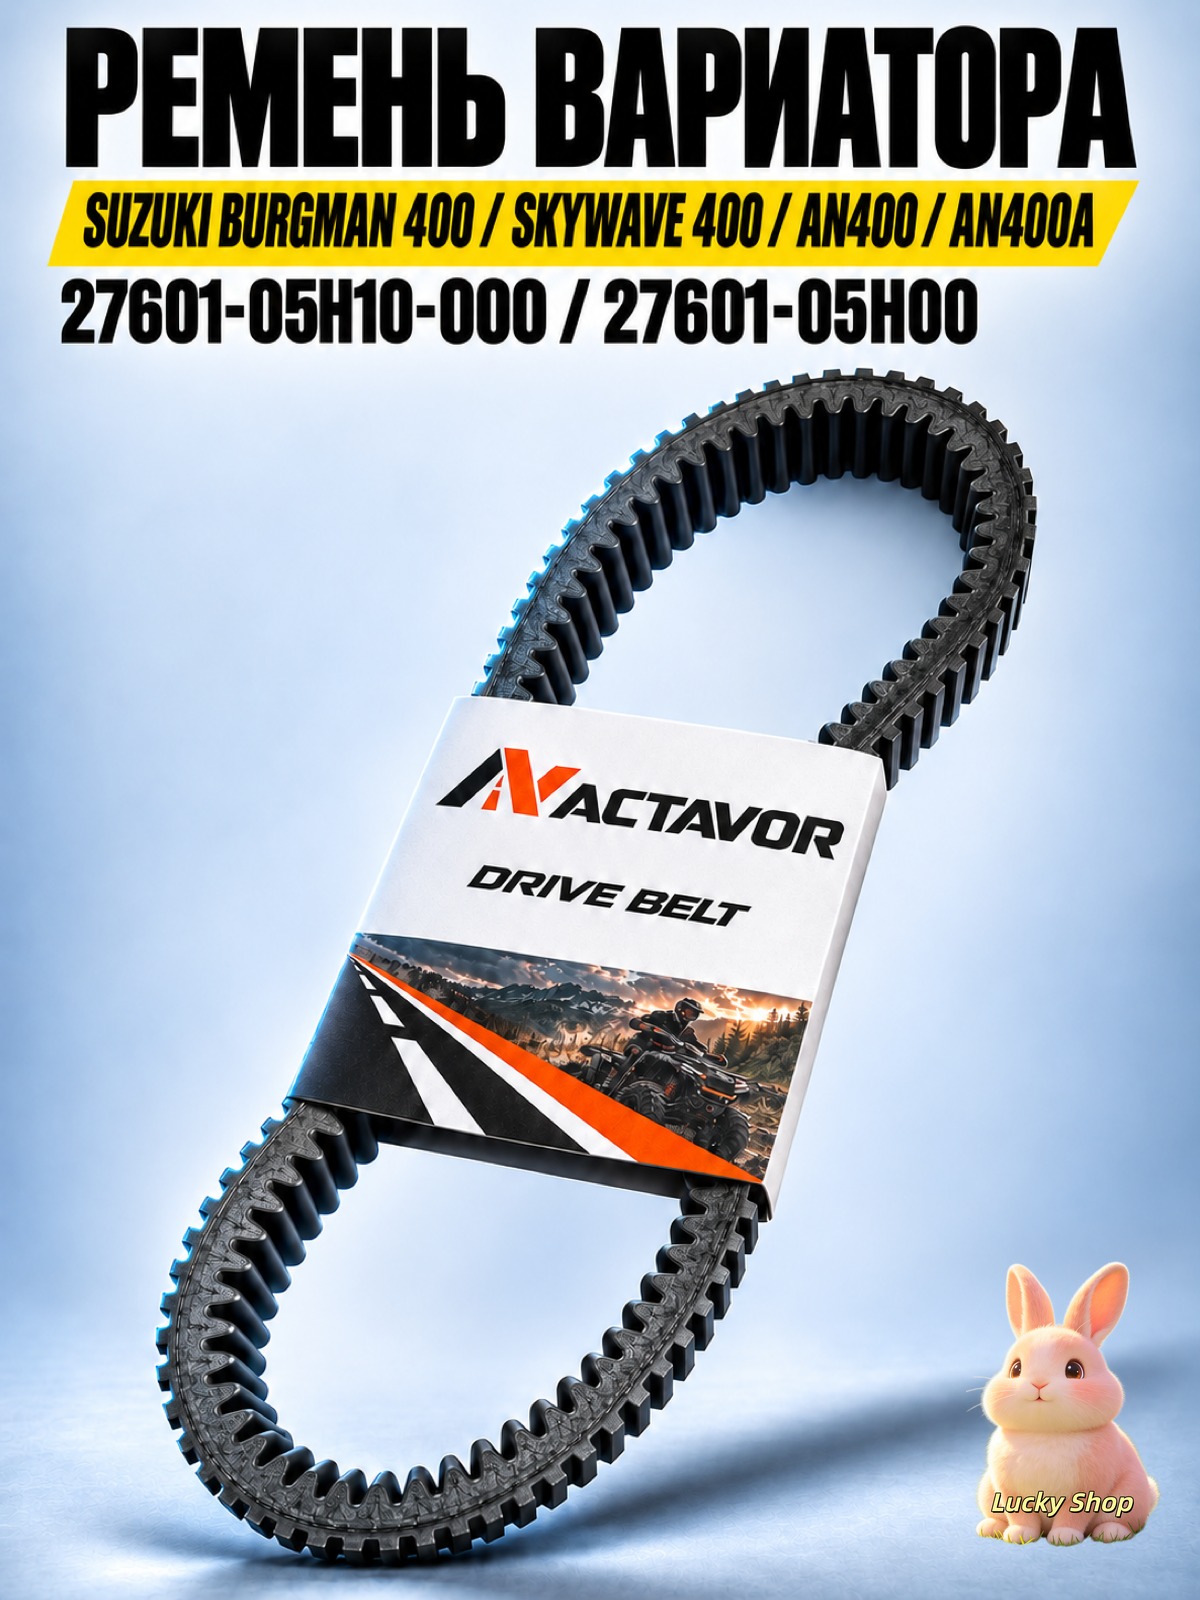 РЕМЕНЬ ВАРИАТОРА
SUZUKI BURGMAN 400 / SKYWAVE 400 / AN400 / AN400A
27601-05H10-000 / 27601-05H00
ACTAVOR
DRIVE BELT
Lucky Shop